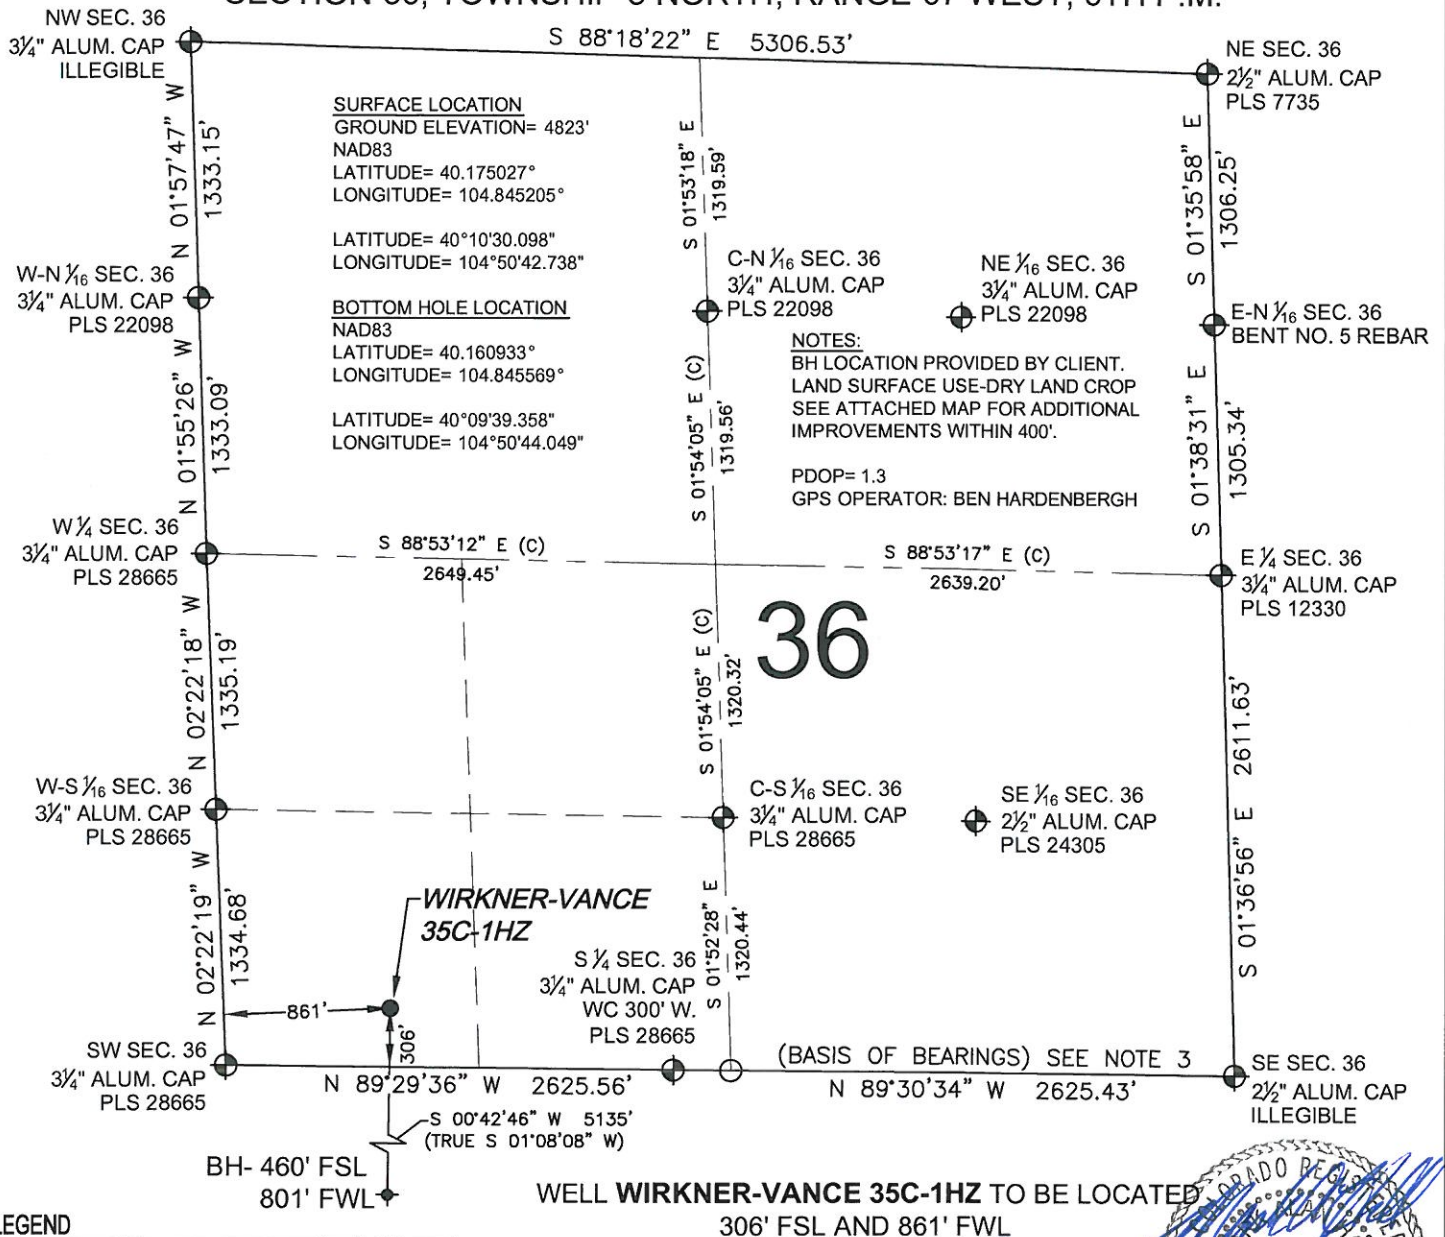 NW SEC. 36
3¼" ALUM. CAP
ILLEGIBLE
S 88°18'22" E 5306.53'
NE SEC. 36
2½" ALUM. CAP
PLS 7735
N 01°57'47" W
1333.15'
SURFACE LOCATION
GROUND ELEVATION= 4823'
NAD83
LATITUDE= 40.175027°
LONGITUDE= 104.845205°
LATITUDE= 40°10'30.098"
LONGITUDE= 104°50'42.738"
BOTTOM HOLE LOCATION
NAD83
LATITUDE= 40.160933°
LONGITUDE= 104.845569°
LATITUDE= 40°09'39.358"
LONGITUDE= 104°50'44.049"
S 01°53'18" E
1319.59'
S 01°35'58" E
1306.25'
W-N 1/16 SEC. 36
3¼" ALUM. CAP
PLS 22098
C-N 1/16 SEC. 36
3¼" ALUM. CAP
PLS 22098
NE 1/16 SEC. 36
3¼" ALUM. CAP
PLS 22098
E-N 1/16 SEC. 36
BENT NO. 5 REBAR
NOTES:
BH LOCATION PROVIDED BY CLIENT.
LAND SURFACE USE-DRY LAND CROP
SEE ATTACHED MAP FOR ADDITIONAL
IMPROVEMENTS WITHIN 400'.
PDOP= 1.3
GPS OPERATOR: BEN HARDENBERGH
N 01°55'26" W
1333.09'
S 01°54'05" E (C)
1319.56'
S 01°38'31" E
1305.34'
W ¼ SEC. 36
3¼" ALUM. CAP
PLS 28665
S 88°53'12" E (C)
2649.45'
S 88°53'17" E (C)
2639.20'
E ¼ SEC. 36
3¼" ALUM. CAP
PLS 12330
36
N 02°22'18" W
1335.19'
S 01°54'05" E (C)
1320.32'
S 01°36'56" E 2611.63'
W-S 1/16 SEC. 36
3¼" ALUM. CAP
PLS 28665
C-S 1/16 SEC. 36
3¼" ALUM. CAP
PLS 28665
SE 1/16 SEC. 36
2½" ALUM. CAP
PLS 24305
N 02°22'19" W
1334.68'
WIRKNER-VANCE
35C-1HZ
861'
306'
S ¼ SEC. 36
3¼" ALUM. CAP
WC 300' W.
PLS 28665
S 01°52'28" E
1320.44'
SW SEC. 36
3¼" ALUM. CAP
PLS 28665
N 89°29'36" W 2625.56'
(BASIS OF BEARINGS) SEE NOTE 3
N 89°30'34" W 2625.43'
SE SEC. 36
2½" ALUM. CAP
ILLEGIBLE
S 00°42'46" W 5135'
(TRUE S 01°08'08" W)
BH- 460' FSL
801' FWL
WELL WIRKNER-VANCE 35C-1HZ TO BE LOCATED
306' FSL AND 861' FWL